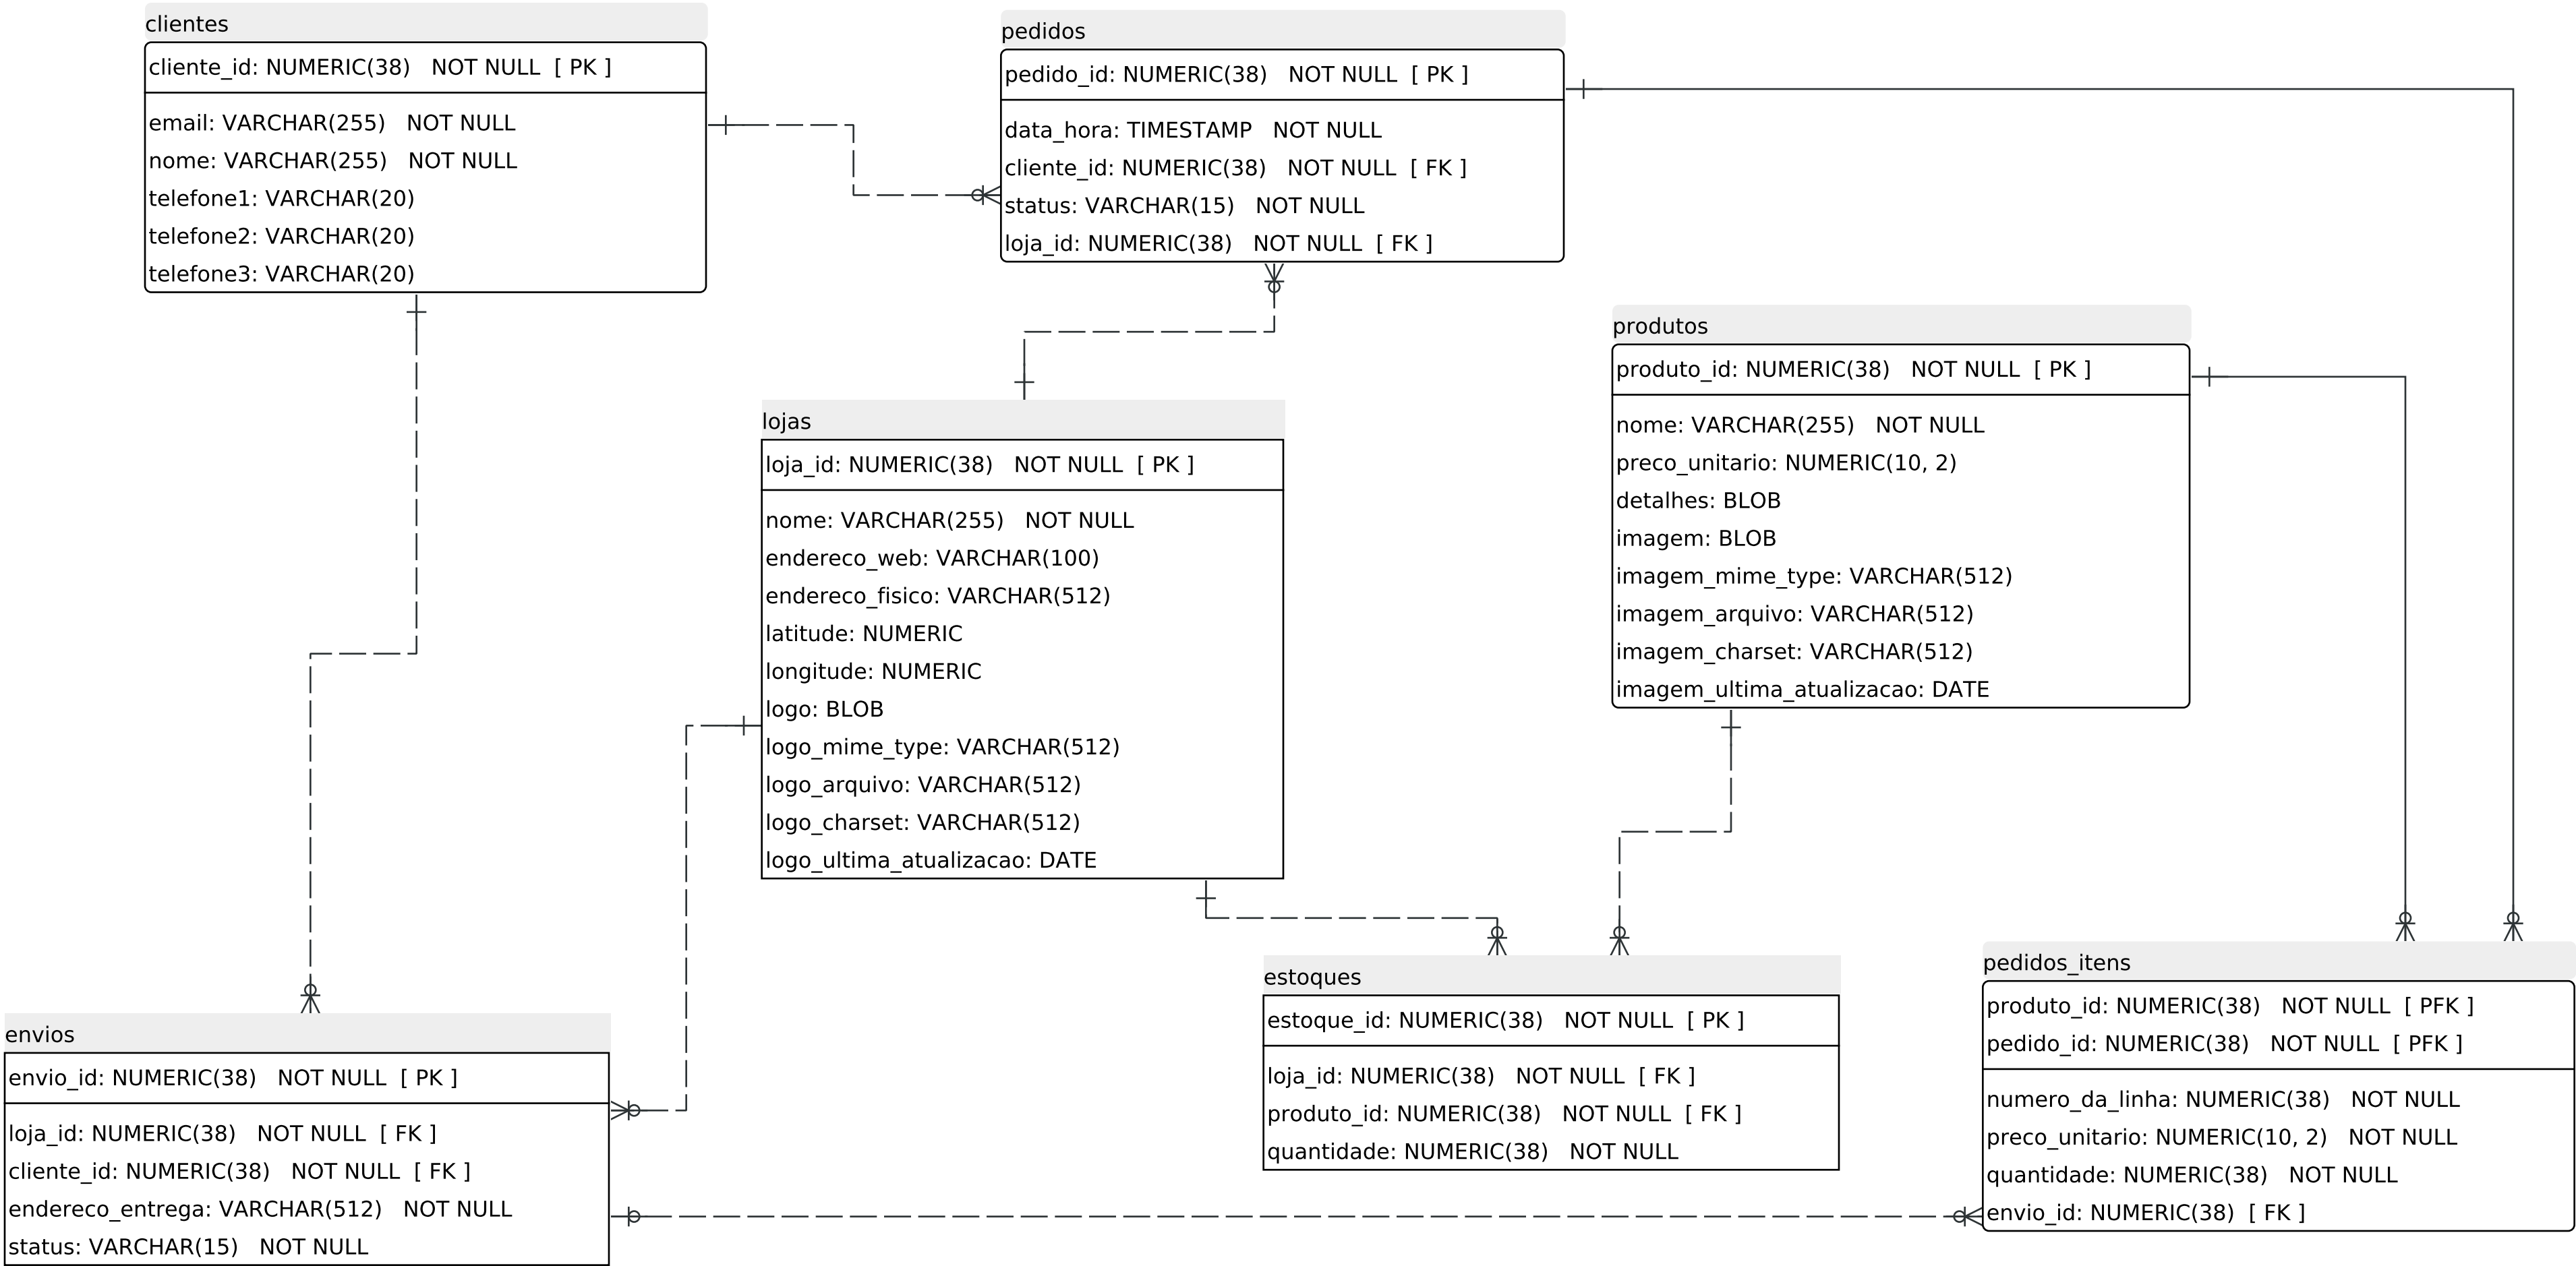 clientes
cliente_id: NUMERIC(38) NOT NULL [ PK ]
email: VARCHAR(255) NOT NULL
nome: VARCHAR(255) NOT NULL
telefone1: VARCHAR(20)
telefone2: VARCHAR(20)
telefone3: VARCHAR(20)
pedidos
pedido_id: NUMERIC(38) NOT NULL [ PK ]
data_hora: TIMESTAMP NOT NULL
cliente_id: NUMERIC(38) NOT NULL [ FK ]
status: VARCHAR(15) NOT NULL
loja_id: NUMERIC(38) NOT NULL [ FK ]
produtos
produto_id: NUMERIC(38) NOT NULL [ PK ]
nome: VARCHAR(255) NOT NULL
preco_unitario: NUMERIC(10, 2)
detalhes: BLOB
imagem: BLOB
imagem_mime_type: VARCHAR(512)
imagem_arquivo: VARCHAR(512)
imagem_charset: VARCHAR(512)
imagem_ultima_atualizacao: DATE
lojas
loja_id: NUMERIC(38) NOT NULL [ PK ]
nome: VARCHAR(255) NOT NULL
endereco_web: VARCHAR(100)
endereco_fisico: VARCHAR(512)
latitude: NUMERIC
longitude: NUMERIC
logo: BLOB
logo_mime_type: VARCHAR(512)
logo_arquivo: VARCHAR(512)
logo_charset: VARCHAR(512)
logo_ultima_atualizacao: DATE
envios
envio_id: NUMERIC(38) NOT NULL [ PK ]
loja_id: NUMERIC(38) NOT NULL [ FK ]
cliente_id: NUMERIC(38) NOT NULL [ FK ]
endereco_entrega: VARCHAR(512) NOT NULL
status: VARCHAR(15) NOT NULL
estoques
estoque_id: NUMERIC(38) NOT NULL [ PK ]
loja_id: NUMERIC(38) NOT NULL [ FK ]
produto_id: NUMERIC(38) NOT NULL [ FK ]
quantidade: NUMERIC(38) NOT NULL
pedidos_itens
produto_id: NUMERIC(38) NOT NULL [ PFK ]
pedido_id: NUMERIC(38) NOT NULL [ PFK ]
numero_da_linha: NUMERIC(38) NOT NULL
preco_unitario: NUMERIC(10, 2) NOT NULL
quantidade: NUMERIC(38) NOT NULL
envio_id: NUMERIC(38) [ FK ]